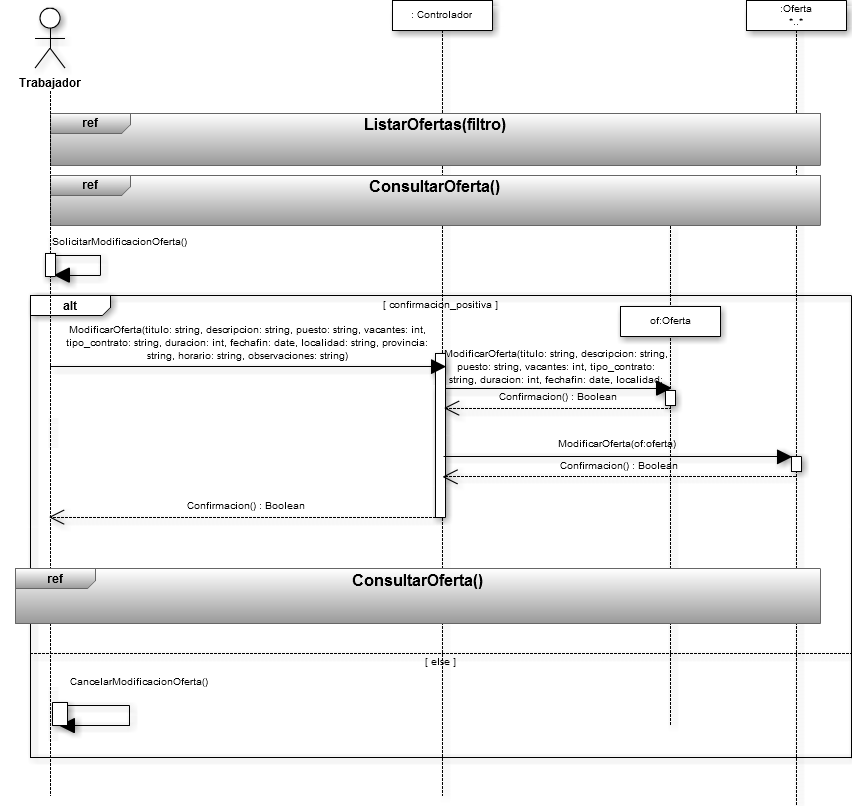 : Controlador
:Oferta
*..*
Trabajador
ref
ListarOfertas(filtro)
ref
ConsultarOferta()
SolicitarModificacionOferta()
alt
[ confirmacion_positiva ]
of:Oferta
ModificarOferta(titulo: string, descripcion: string, puesto: string, vacantes: int,
tipo_contrato: string, duracion: int, fechafin: date, localidad: string, provincia:
string, horario: string, observaciones: string)
ModificarOferta(titulo: string, descripcion: string,
puesto: string, vacantes: int, tipo_contrato:
string, duracion: int, fechafin: date, localidad:
Confirmacion() : Boolean
ModificarOferta(of:oferta)
Confirmacion() : Boolean
Confirmacion() : Boolean
ref
ConsultarOferta()
[ else ]
CancelarModificacionOferta()